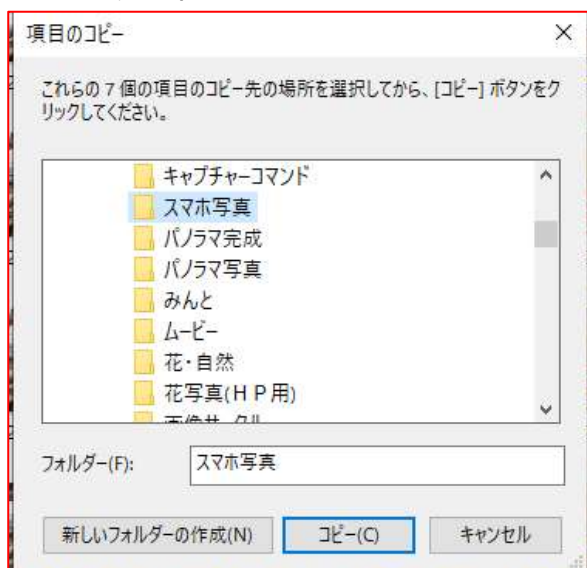 項目のコピー
これらの 7 個の項目のコピー先の場所を選択してから、[コピー] ボタンをク
リックしてください。
キャプチャーコマンド
スマホ写真
パノラマ完成
パノラマ写真
みんと
ムービー
花・自然
花写真(ＨＰ用)
フォルダー(F):
スマホ写真
新しいフォルダーの作成(N)
コピー(C)
キャンセル